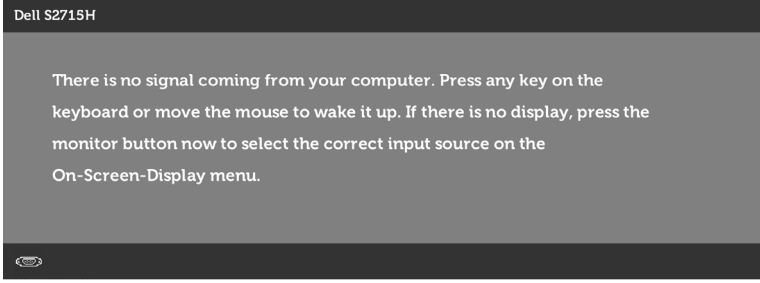 Dell S2715H
There is no signal coming from your computer. Press any key on the
keyboard or move the mouse to wake it up. If there is no display, press the
monitor button now to select the correct input source on the
On-Screen-Display menu.